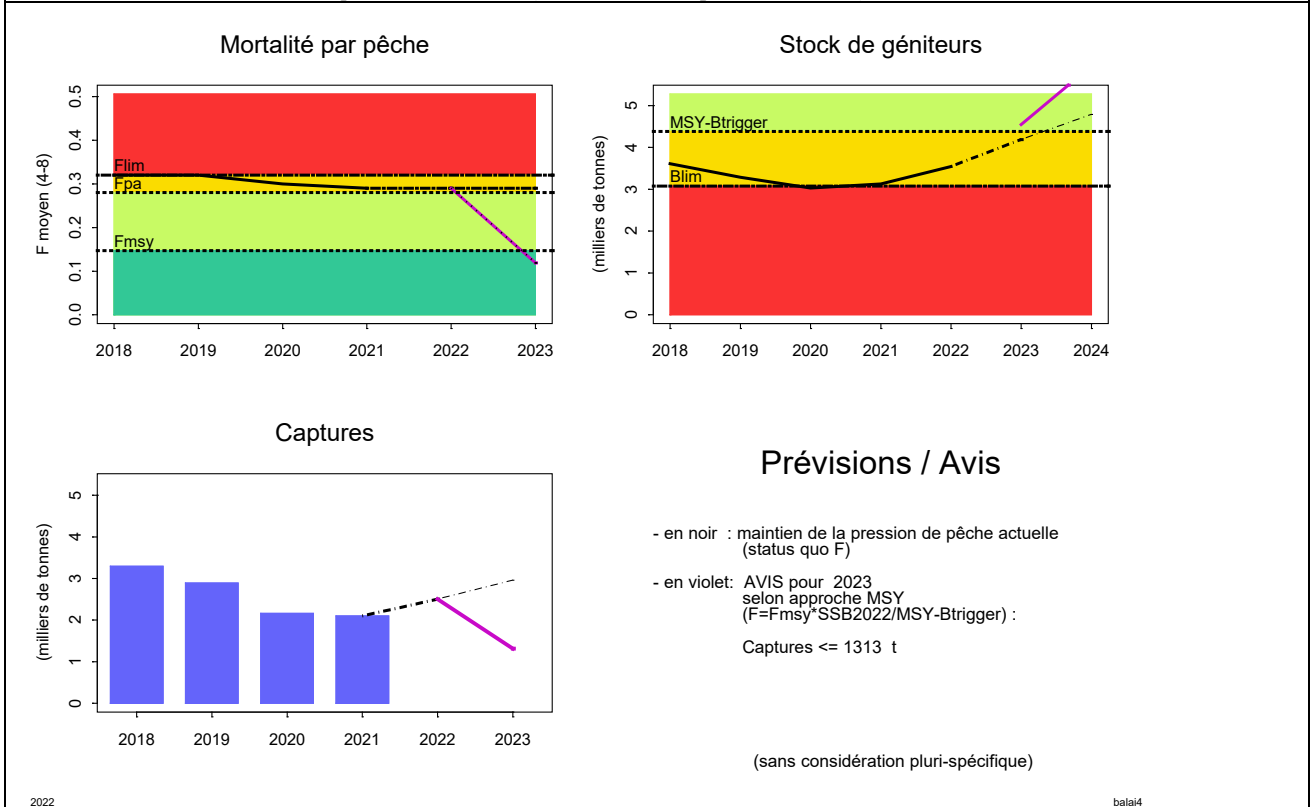 Mortalité par pêche
F moyen (4-8)
0.5
0.4
0.3
0.2
0.1
0.0
Flim
Fpa
Fmsy
2018 2019 2020 2021 2022 2023
Stock de géniteurs
(milliers de tonnes)
5
4
3
2
1
0
MSY-Btrigger
Blim
2018 2019 2020 2021 2022 2023 2024
Captures
(milliers de tonnes)
5
4
3
2
1
0
2018 2019 2020 2021 2022 2023
Prévisions / Avis
- en noir : maintien de la pression de pêche actuelle
(status quo F)
- en violet: AVIS pour 2023
selon approche MSY
(F=Fmsy*SSB2022/MSY-Btrigger) :
Captures <= 1313 t
(sans considération pluri-spécifique)
2022
balai4